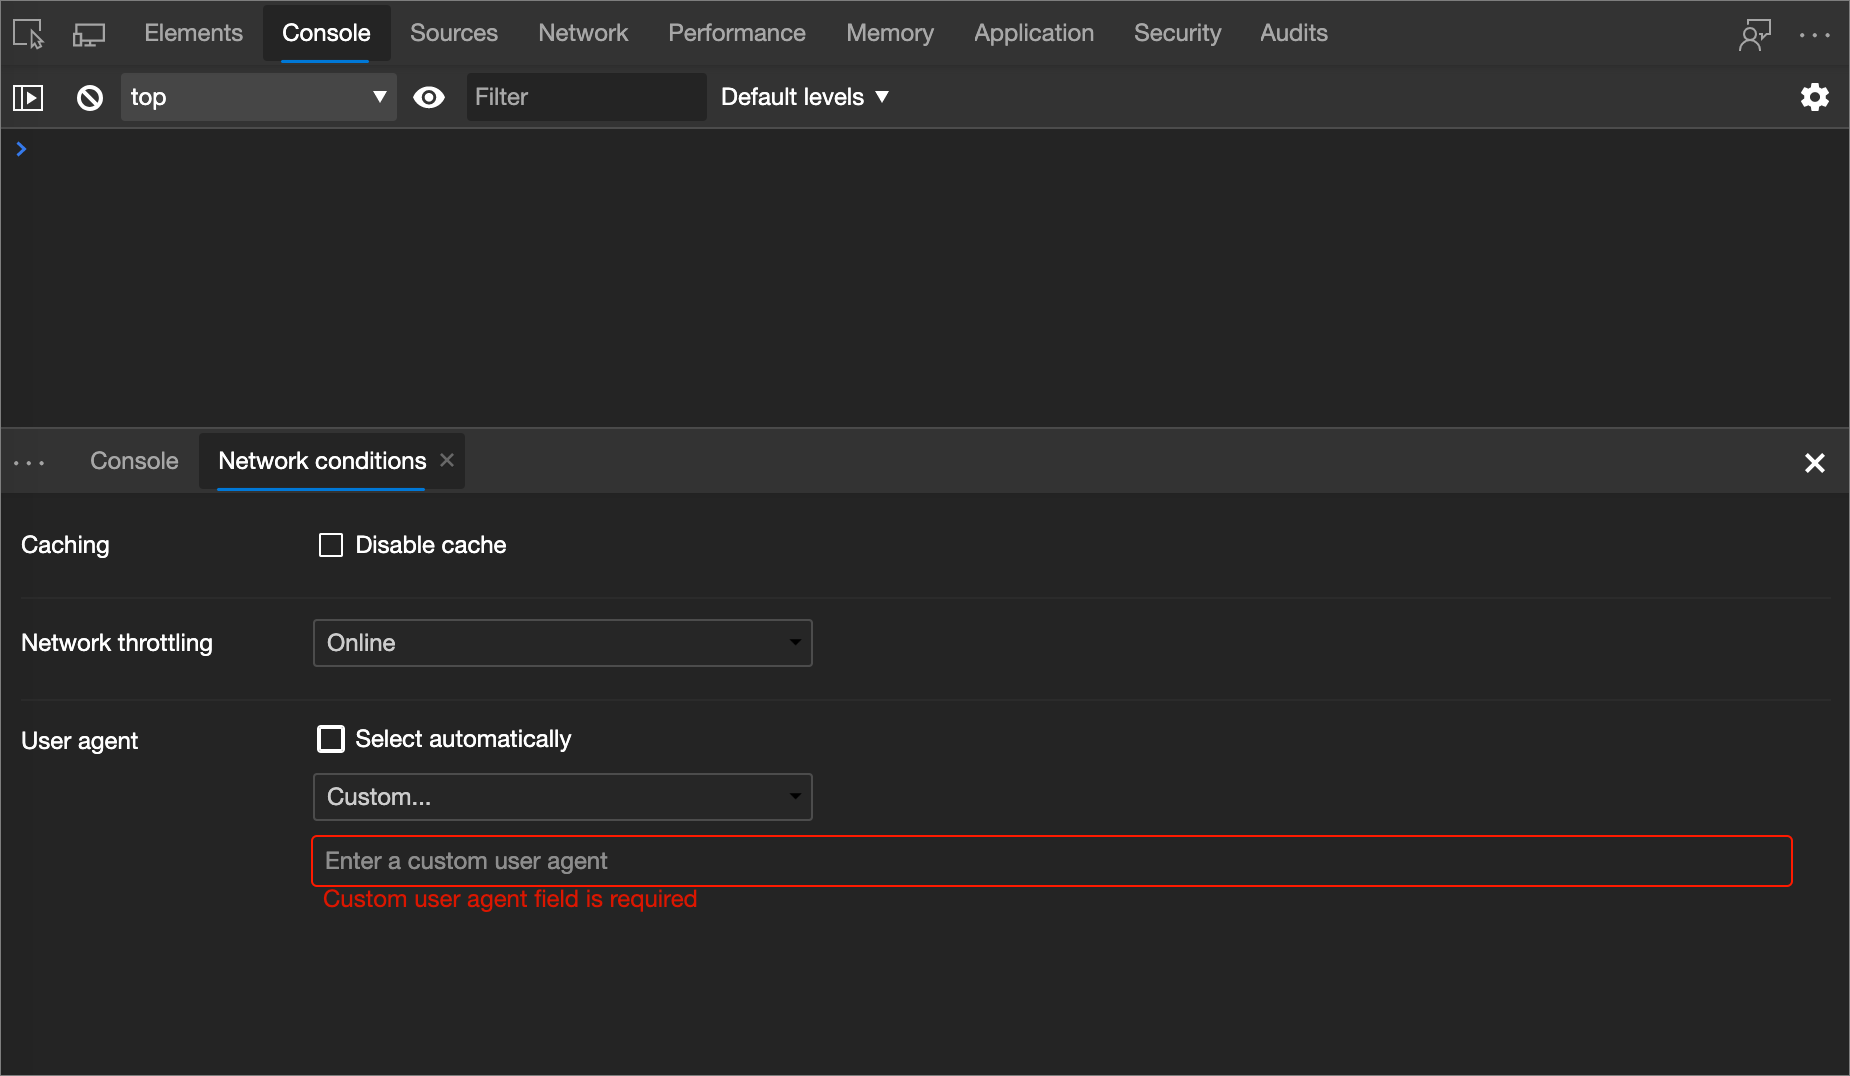 Elements Console Sources Network Performance Memory Application Security Audits
top Filter Default levels
Console Network conditions
Caching Disable cache
Network throttling Online
User agent Select automatically
Custom...
Enter a custom user agent
Custom user agent field is required